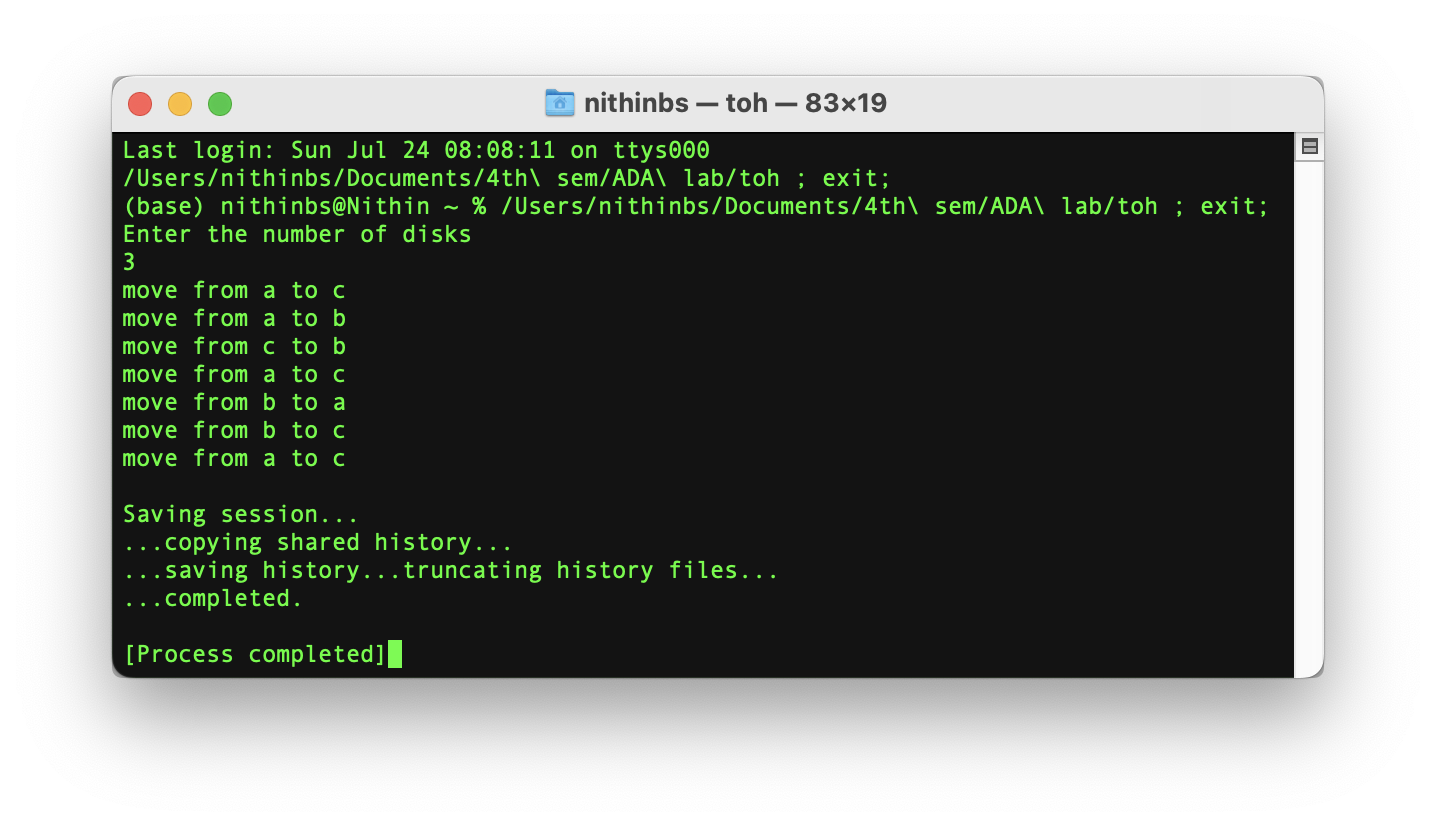 nithinbs — toh — 83×19
Last login: Sun Jul 24 08:08:11 on ttys000
/Users/nithinbs/Documents/4th\ sem/ADA\ lab/toh ; exit;
(base) nithinbs@Nithin ~ % /Users/nithinbs/Documents/4th\ sem/ADA\ lab/toh ; exit;
Enter the number of disks
3
move from a to c
move from a to b
move from c to b
move from a to c
move from b to a
move from b to c
move from a to c
Saving session...
...copying shared history...
...saving history...truncating history files...
...completed.
[Process completed]